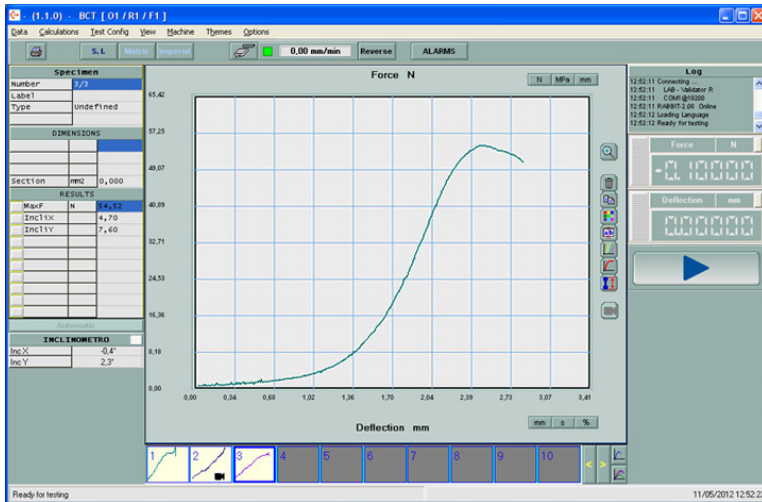 - (1.1.0) - BCT [ O1 / R1 / F1 ]
Data Calculations Test Config View Machine Themes Options
S.I. Metric Imperial 0,00 mm/min Reverse ALARMS
Specimen
Number 3/3
Label
Type Undefined
DIMENSIONS
Section mm2 0,000
RESULTS
MaxF N 54,52
IncliX 4,70
IncliY 7,60
Automatic
INCLINOMETRO
Inc X -0,4°
Inc Y 2,3°
Force N
N MPa mm
65,42
57,25
49,07
40,89
32,71
24,53
16,36
8,18
0,00
0,00 0,34 0,68 1,02 1,36 1,70 2,04 2,39 2,73 3,07 3,41
Deflection mm
mm s %
1 2 3 4 5 6 7 8 9 10
< >
Log
12:52:11 Connecting ...
12:52:11 LAB - Validator R
12:52:11 COM1@19200
12:52:11 RABBIT-2.08 Online
12:52:12 Loading Language
12:52:12 Ready for testing
Force N
-0.10000
Deflection mm
Ready for testing
11/05/2012 12:52:22